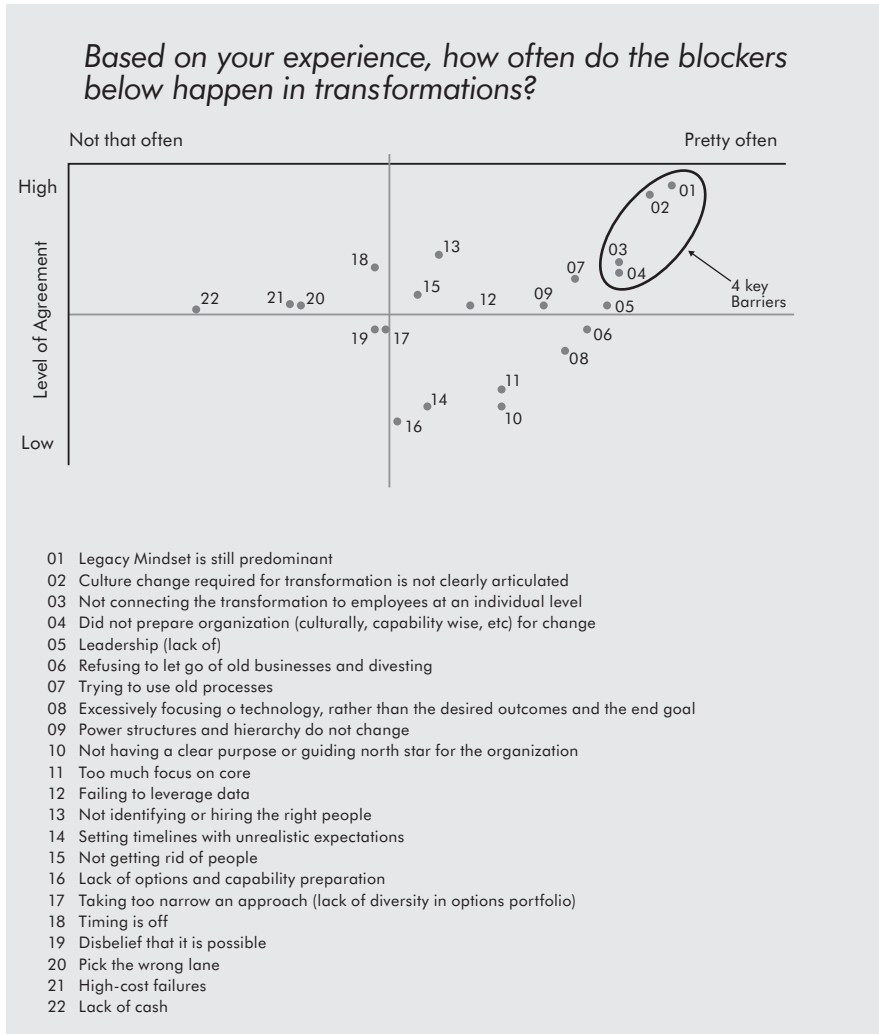 Based on your experience, how often do the blockers
below happen in transformations?
Not that often
Pretty often
High
01
02
13
03
18
07
04
4 key
Barriers
15
22
21
20
12
09
05
Level of Agreement
19
17
06
08
11
14
10
16
Low
01 Legacy Mindset is still predominant
02 Culture change required for transformation is not clearly articulated
03 Not connecting the transformation to employees at an individual level
04 Did not prepare organization (culturally, capability wise, etc) for change
05 Leadership (lack of)
06 Refusing to let go of old businesses and divesting
07 Trying to use old processes
08 Excessively focusing o technology, rather than the desired outcomes and the end goal
09 Power structures and hierarchy do not change
10 Not having a clear purpose or guiding north star for the organization
11 Too much focus on core
12 Failing to leverage data
13 Not identifying or hiring the right people
14 Setting timelines with unrealistic expectations
15 Not getting rid of people
16 Lack of options and capability preparation
17 Taking too narrow an approach (lack of diversity in options portfolio)
18 Timing is off
19 Disbelief that it is possible
20 Pick the wrong lane
21 High-cost failures
22 Lack of cash